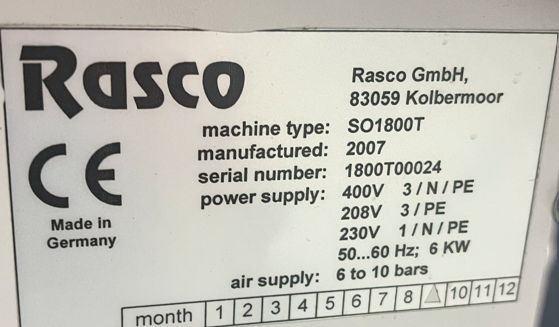 Rasco
Rasco GmbH,
83059 Kolbermoor
CE
Made in
Germany
machine type: SO1800T
manufactured: 2007
serial number: 1800T00024
power supply: 400V 3 / N / PE
208V 3 / PE
230V 1 / N / PE
50...60 Hz; 6 KW
air supply: 6 to 10 bars
month 1 2 3 4 5 6 7 8 10 11 12